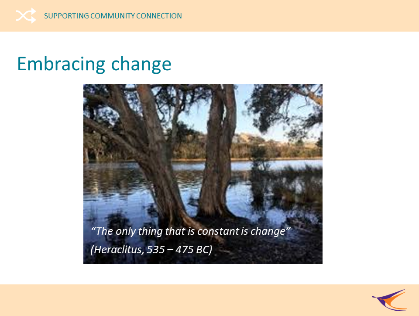 SUPPORTING COMMUNITY CONNECTION
Embracing change
“The only thing that is constant is change”
(Heraclitus, 535 – 475 BC)